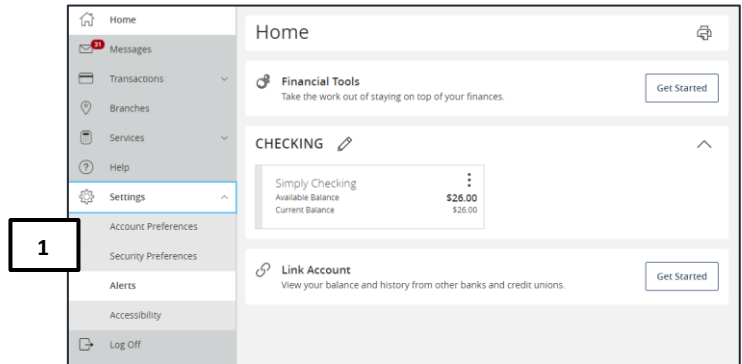 Home
31
Messages
Transactions
Branches
Services
Help
Settings
Account Preferences
Security Preferences
Alerts
Accessibility
Log Off
1
Home
Financial Tools
Take the work out of staying on top of your finances.
Get Started
CHECKING
Simply Checking
Available Balance $26.00
Current Balance $26.00
Link Account
View your balance and history from other banks and credit unions.
Get Started